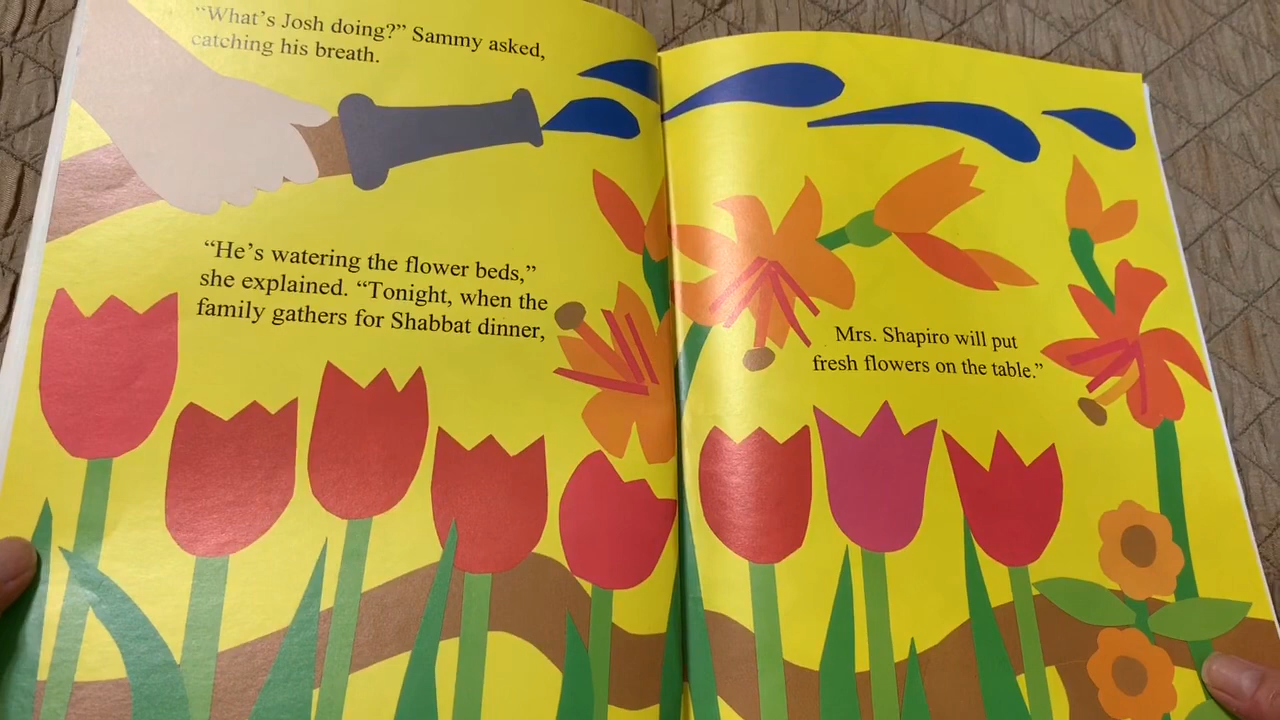 “What’s Josh doing?” Sammy asked,
catching his breath.
“He’s watering the flower beds,”
she explained. “Tonight, when the
family gathers for Shabbat dinner,
Mrs. Shapiro will put
fresh flowers on the table.”